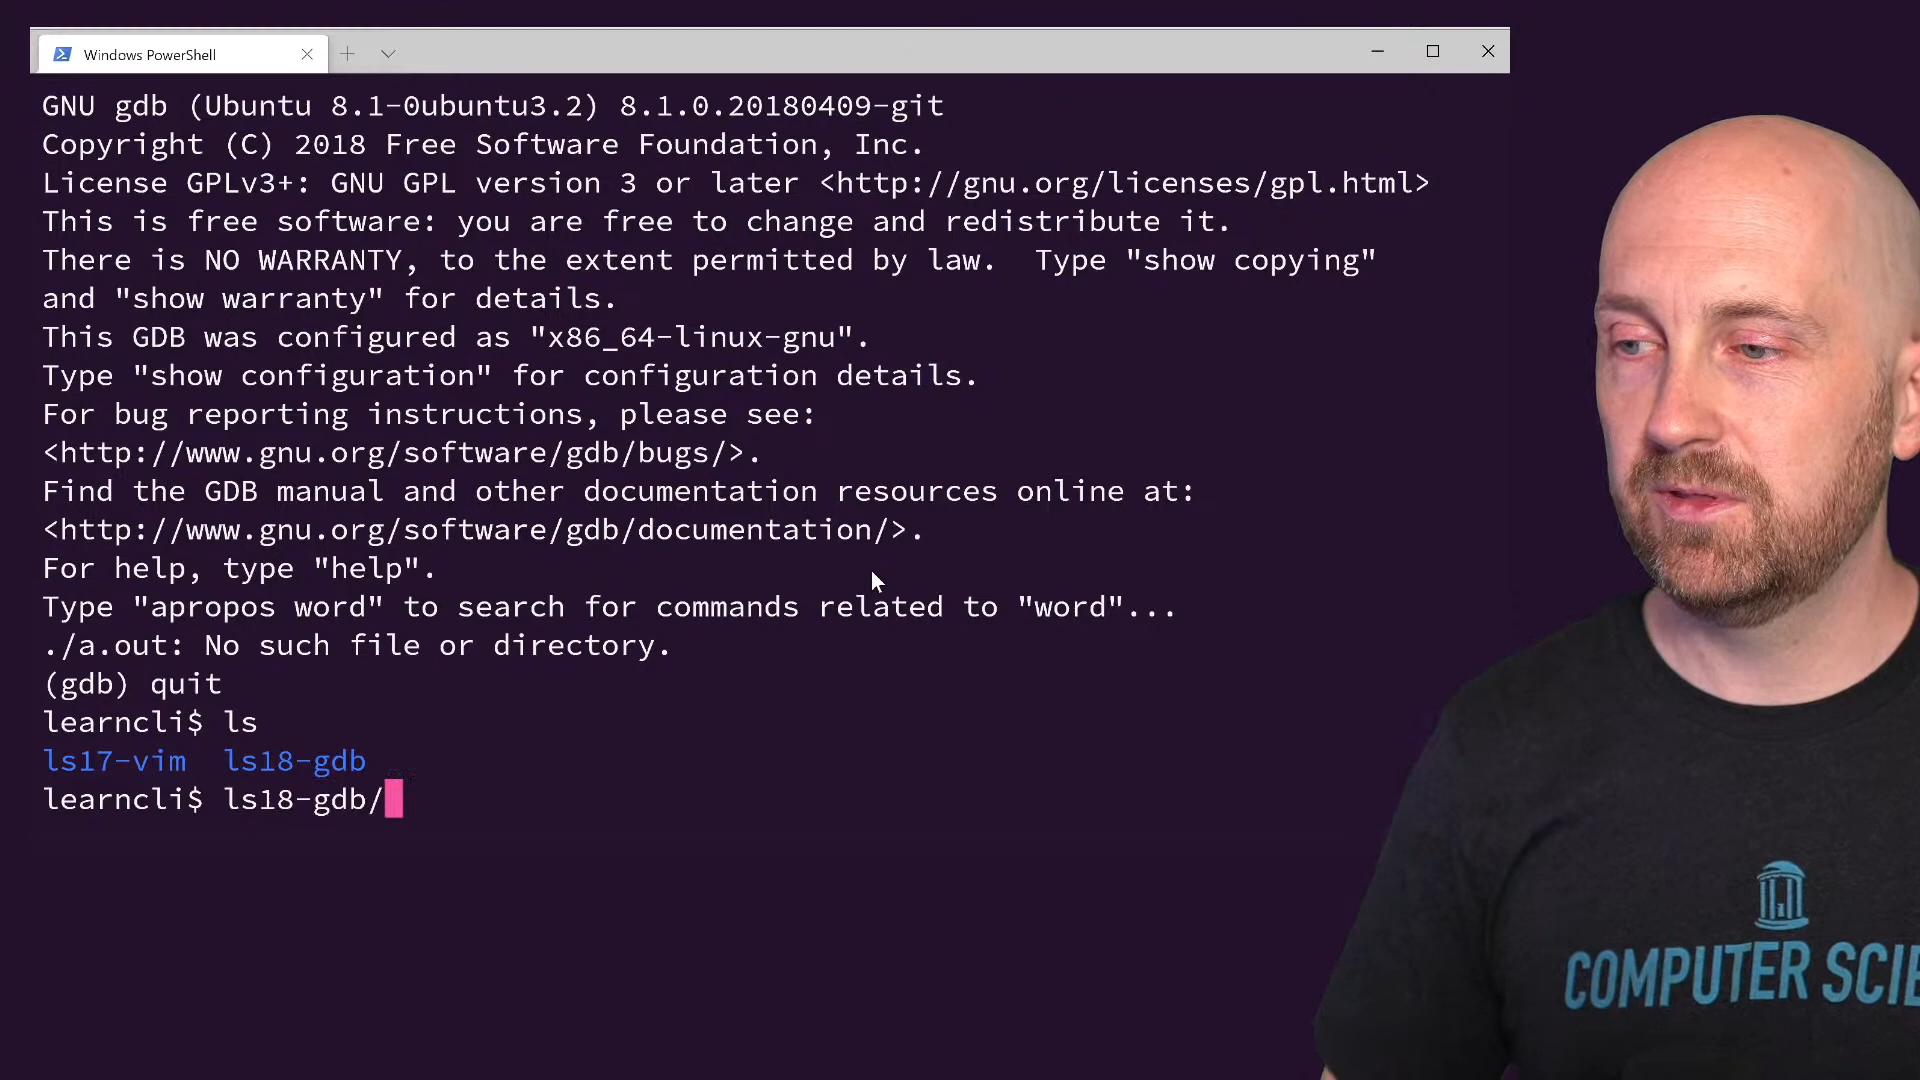 Windows PowerShell
GNU gdb (Ubuntu 8.1-0ubuntu3.2) 8.1.0.20180409-git
Copyright (C) 2018 Free Software Foundation, Inc.
License GPLv3+: GNU GPL version 3 or later <http://gnu.org/licenses/gpl.html>
This is free software: you are free to change and redistribute it.
There is NO WARRANTY, to the extent permitted by law.  Type "show copying"
and "show warranty" for details.
This GDB was configured as "x86_64-linux-gnu".
Type "show configuration" for configuration details.
For bug reporting instructions, please see:
<http://www.gnu.org/software/gdb/bugs/>.
Find the GDB manual and other documentation resources online at:
<http://www.gnu.org/software/gdb/documentation/>.
For help, type "help".
Type "apropos word" to search for commands related to "word"...
./a.out: No such file or directory.
(gdb) quit
learncli$ ls
ls17-vim  ls18-gdb
learncli$ ls18-gdb/
COMPUTER SCIE